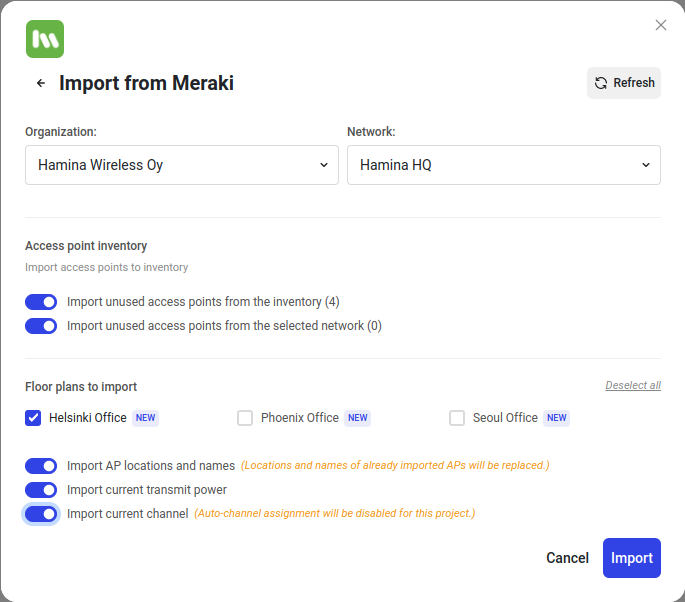 Import from Meraki
Refresh
Organization:
Network:
Hamina Wireless Oy
Hamina HQ
Access point inventory
Import access points to inventory
Import unused access points from the inventory (4)
Import unused access points from the selected network (0)
Floor plans to import
Deselect all
Helsinki Office NEW
Phoenix Office NEW
Seoul Office NEW
Import AP locations and names (Locations and names of already imported APs will be replaced.)
Import current transmit power
Import current channel (Auto-channel assignment will be disabled for this project.)
Cancel
Import